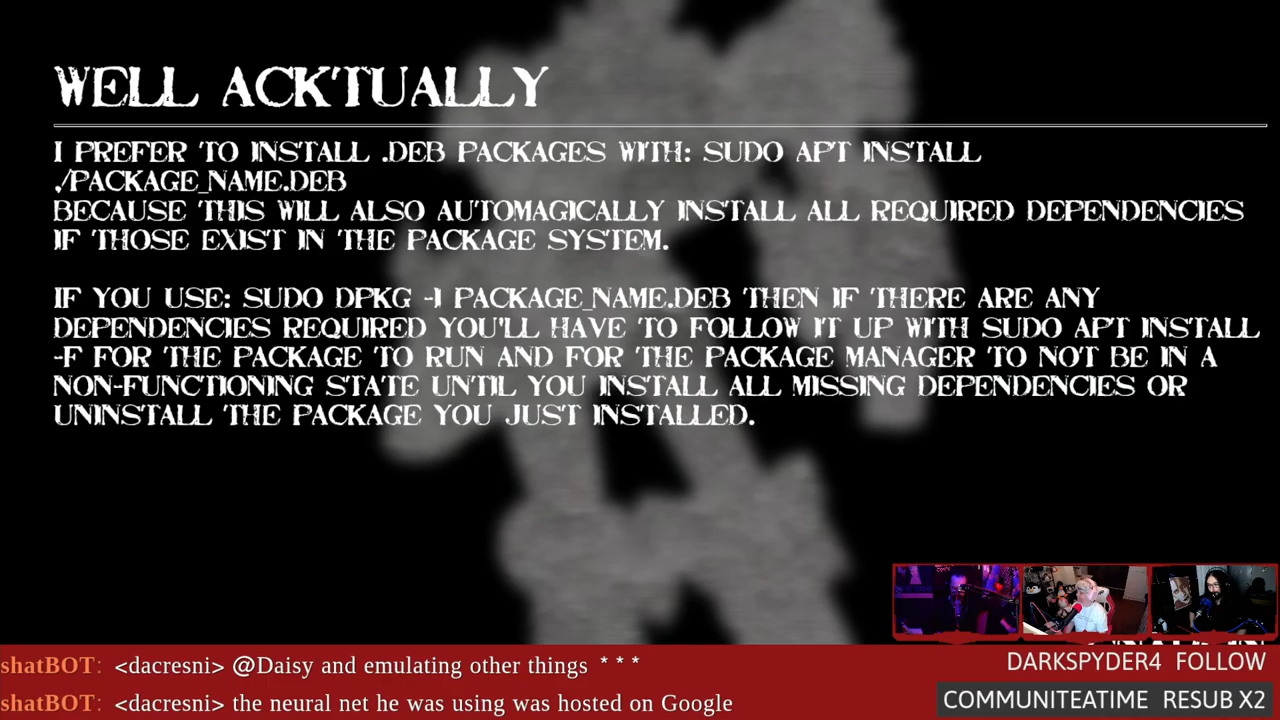 WELL ACK'TUALLY
I PREFER TO INSTALL .DEB PACKAGES WITH: SUDO APT INSTALL
./PACKAGE_NAME.DEB
BECAUSE THIS WILL ALSO AUTOMAGICALLY INSTALL ALL REQUIRED DEPENDENCIES
IF THOSE EXIST IN THE PACKAGE SYSTEM.
IF YOU USE: SUDO DPKG -I PACKAGE_NAME.DEB THEN IF THERE ARE ANY
DEPENDENCIES REQUIRED YOU'LL HAVE TO FOLLOW IT UP WITH SUDO APT INSTALL
-F FOR THE PACKAGE TO RUN AND FOR THE PACKAGE MANAGER TO NOT BE IN A
NON-FUNCTIONING STATE UNTIL YOU INSTALL ALL MISSING DEPENDENCIES OR
UNINSTALL THE PACKAGE YOU JUST INSTALLED.
shatBOT: <dacresni> @Daisy and emulating other things ***
DARKSPYDER4 FOLLOW
shatBOT: <dacresni> the neural net he was using was hosted on Google
COMMUNITEATIME RESUB X2